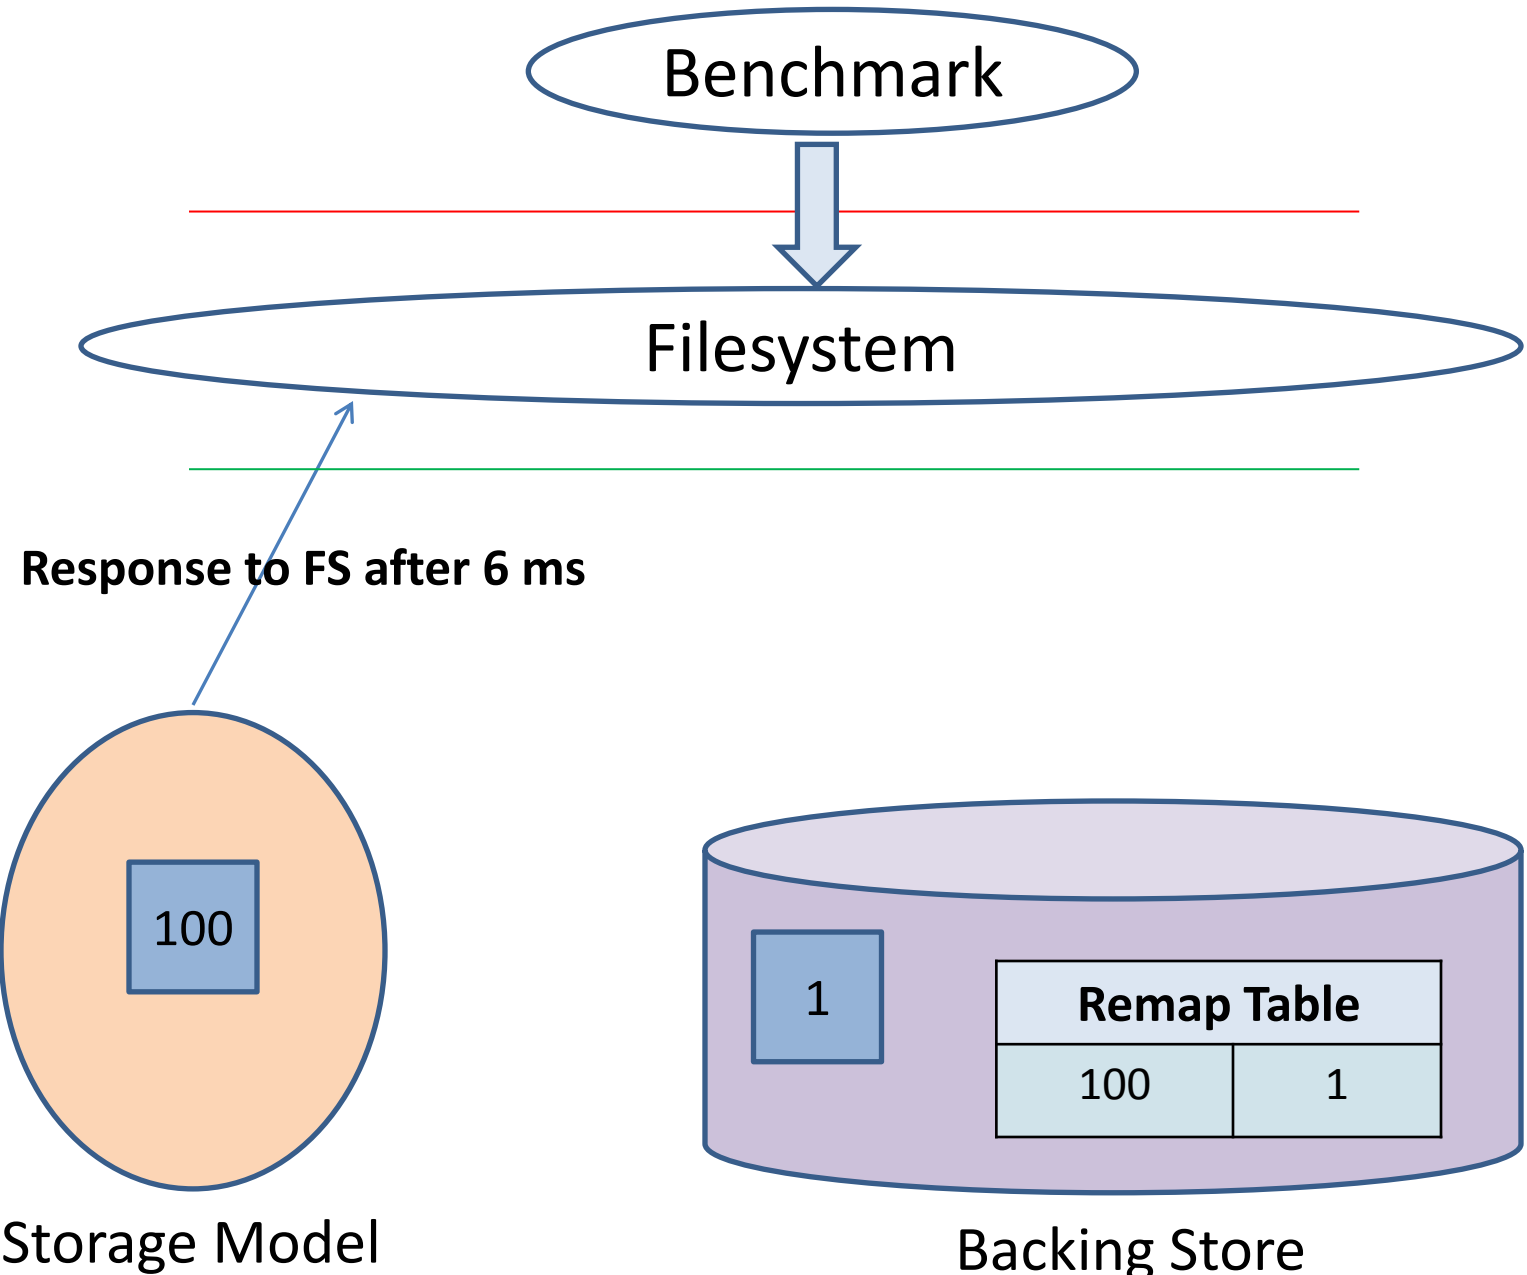 Benchmark
Filesystem
Response to FS after 6 ms
100
1
Remap Table
100 1
Storage Model
Backing Store